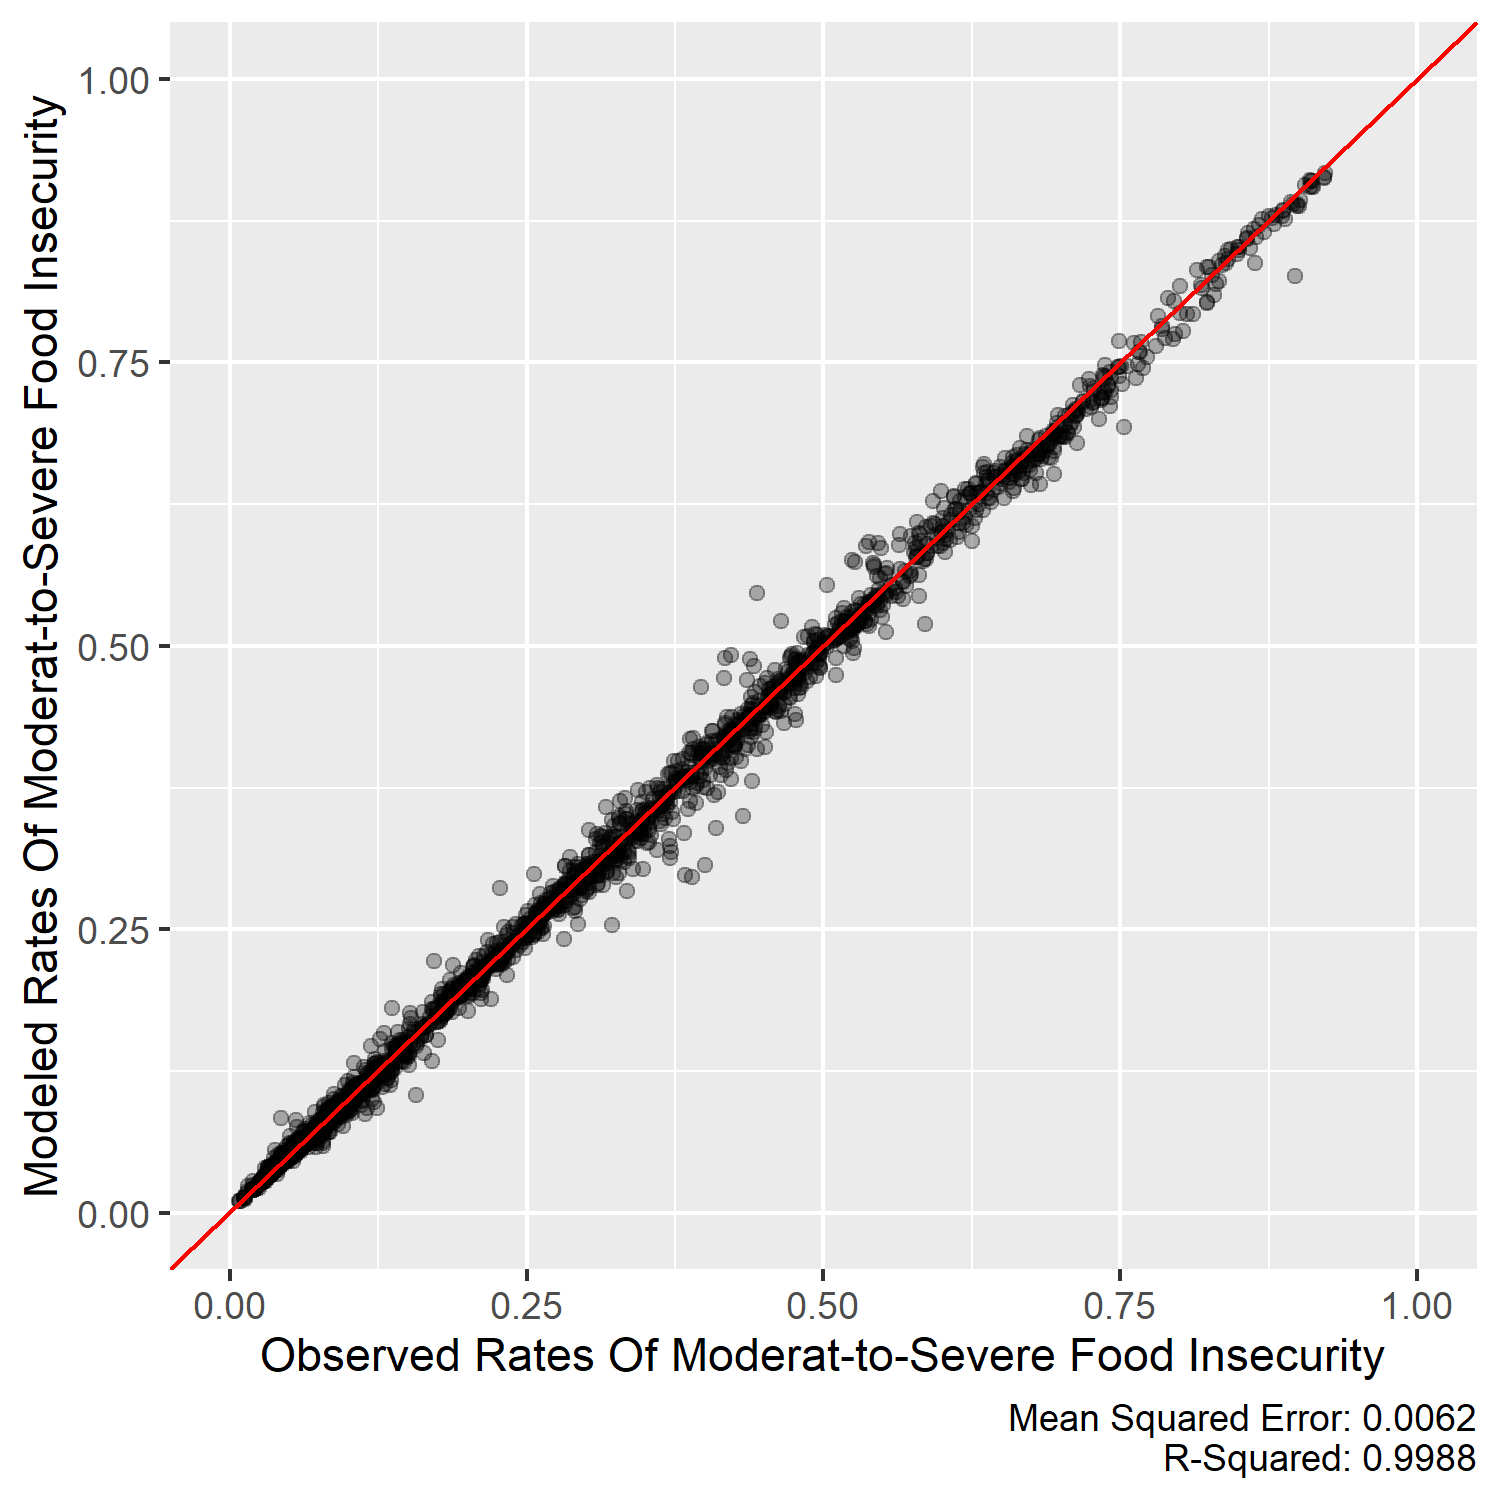 Modeled Rates Of Moderat-to-Severe Food Insecurity
1.00
0.75
0.50
0.25
0.00
0.00 0.25 0.50 0.75 1.00
Observed Rates Of Moderat-to-Severe Food Insecurity
Mean Squared Error: 0.0062
R-Squared: 0.9988